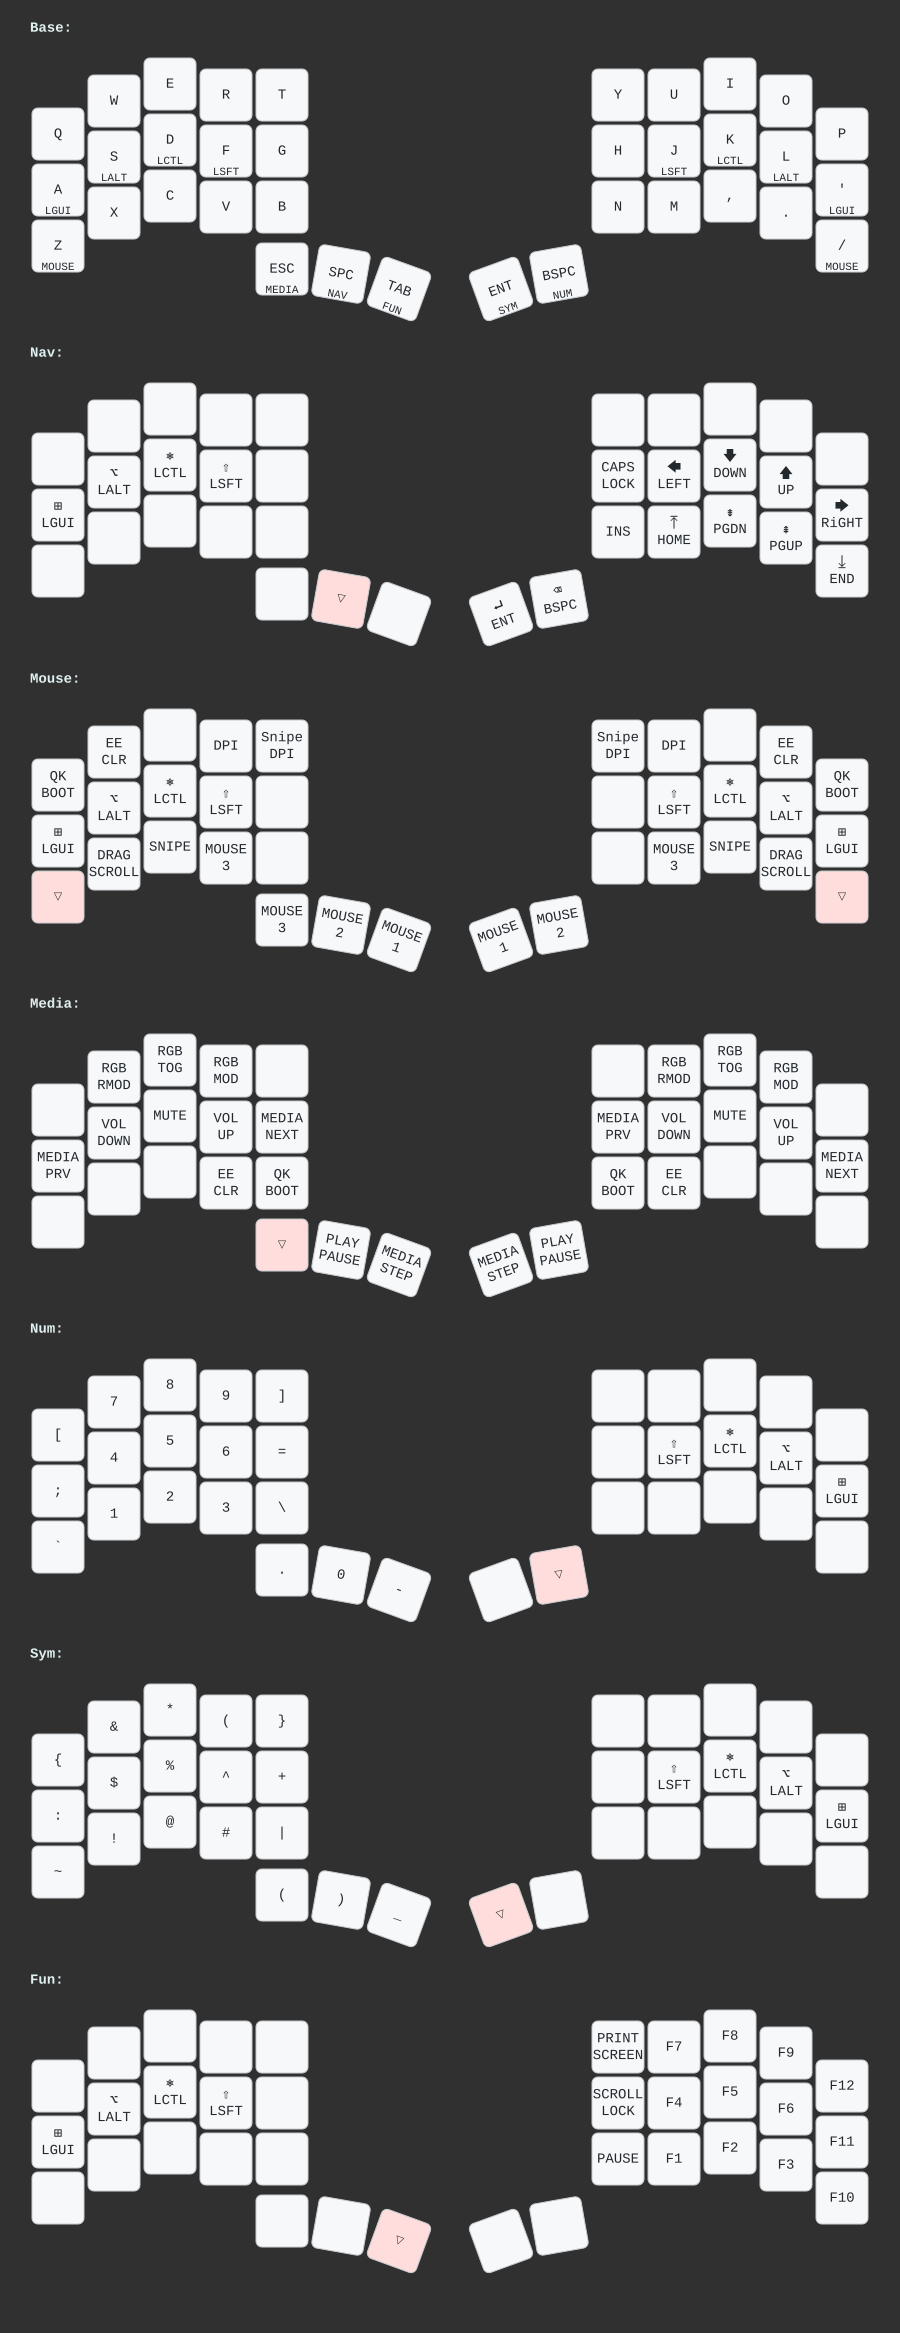 Base:
Q W E R T Y U I O P
A LGUI S LALT D LCTL F LSFT G H J LSFT K LCTL L LALT ' LGUI
Z MOUSE X C V B N M , . / MOUSE
ESC MEDIA SPC NAV TAB FUN ENT SYM BSPC NUM
Nav:
⊞ LGUI ⌥ LALT ⎈ LCTL ⇧ LSFT CAPS LOCK 🡄 LEFT 🡇 DOWN 🡅 UP 🡆 RiGHT
INS ⤒ HOME ⇟ PGDN ⇞ PGUP ⤓ END
▽ ↵ ENT ⌫ BSPC
Mouse:
QK BOOT EE CLR DPI Snipe DPI Snipe DPI DPI EE CLR QK BOOT
⊞ LGUI ⌥ LALT ⎈ LCTL ⇧ LSFT ⇧ LSFT ⎈ LCTL ⌥ LALT ⊞ LGUI
▽ DRAG SCROLL SNIPE MOUSE 3 MOUSE 3 SNIPE DRAG SCROLL ▽
MOUSE 3 MOUSE 2 MOUSE 1 MOUSE 1 MOUSE 2
Media:
RGB RMOD RGB TOG RGB MOD RGB RMOD RGB TOG RGB MOD
MEDIA PRV VOL DOWN MUTE VOL UP MEDIA NEXT MEDIA PRV VOL DOWN MUTE VOL UP MEDIA NEXT
EE CLR QK BOOT QK BOOT EE CLR
▽ PLAY PAUSE MEDIA STEP MEDIA STEP PLAY PAUSE
Num:
[ 7 8 9 ]
; 4 5 6 = ⇧ LSFT ⎈ LCTL ⌥ LALT ⊞ LGUI
` 1 2 3 \
. 0 - ▽
Sym:
{ & * ( }
: $ % ^ + ⇧ LSFT ⎈ LCTL ⌥ LALT ⊞ LGUI
~ ! @ # |
( ) _ ▽
Fun:
PRINT SCREEN F7 F8 F9 F12
⊞ LGUI ⌥ LALT ⎈ LCTL ⇧ LSFT SCROLL LOCK F4 F5 F6 F11
PAUSE F1 F2 F3 F10
▽